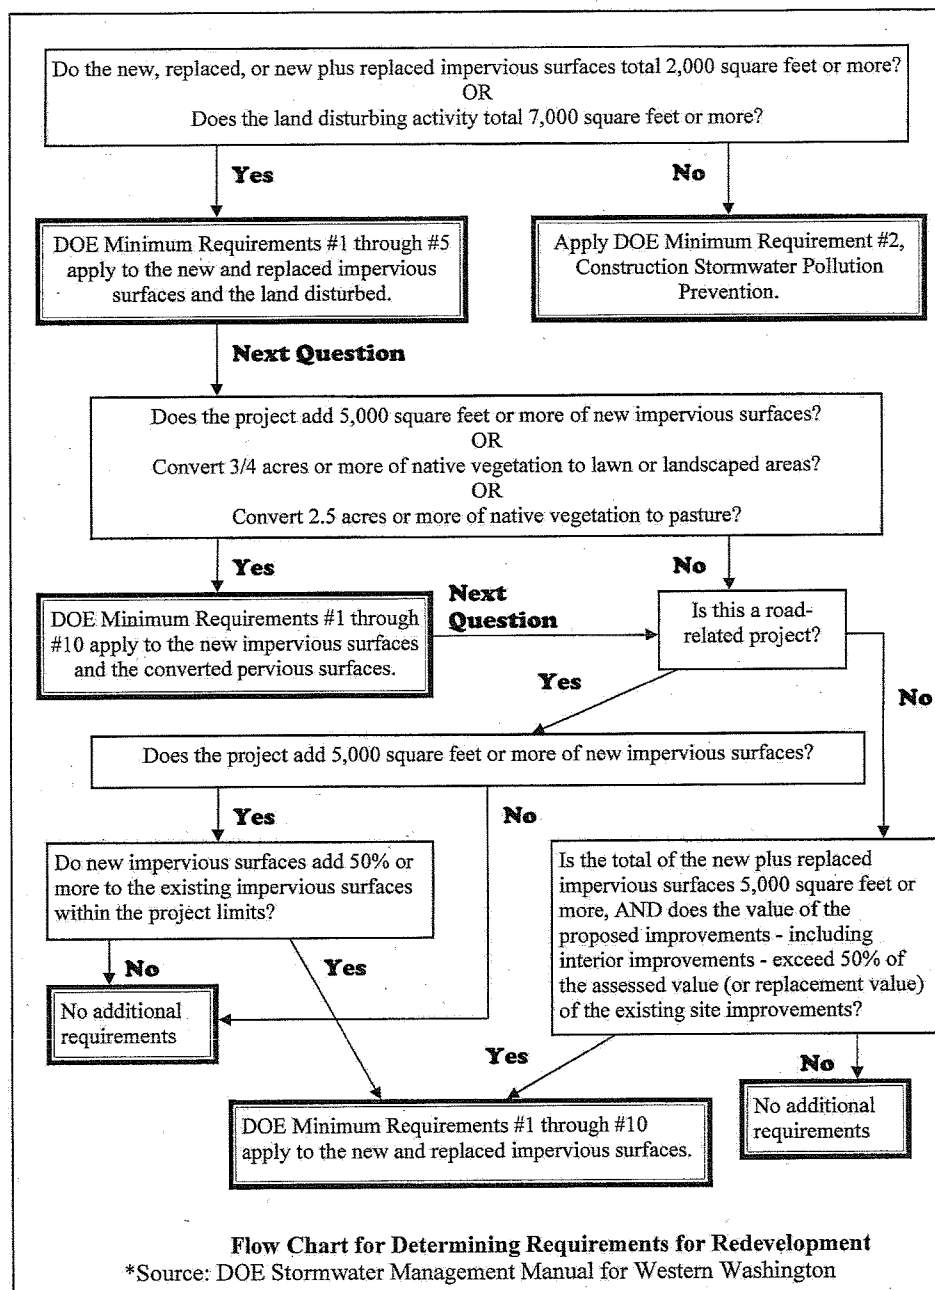 Do the new, replaced, or new plus replaced impervious surfaces total 2,000 square feet or more?
OR
Does the land disturbing activity total 7,000 square feet or more?
Yes
No
DOE Minimum Requirements #1 through #5
apply to the new and replaced impervious
surfaces and the land disturbed.
Apply DOE Minimum Requirement #2,
Construction Stormwater Pollution
Prevention.
Next Question
Does the project add 5,000 square feet or more of new impervious surfaces?
OR
Convert 3/4 acres or more of native vegetation to lawn or landscaped areas?
OR
Convert 2.5 acres or more of native vegetation to pasture?
Yes
No
DOE Minimum Requirements #1 through
#10 apply to the new impervious surfaces
and the converted pervious surfaces.
Next
Question
Is this a road-
related project?
Yes
No
Does the project add 5,000 square feet or more of new impervious surfaces?
Yes
No
Do new impervious surfaces add 50% or
more to the existing impervious surfaces
within the project limits?
Is the total of the new plus replaced
impervious surfaces 5,000 square feet or
more, AND does the value of the
proposed improvements - including
interior improvements - exceed 50% of
the assessed value (or replacement value)
of the existing site improvements?
No
Yes
No additional
requirements
Yes
No
DOE Minimum Requirements #1 through #10
apply to the new and replaced impervious surfaces.
No additional
requirements
Flow Chart for Determining Requirements for Redevelopment
*Source: DOE Stormwater Management Manual for Western Washington